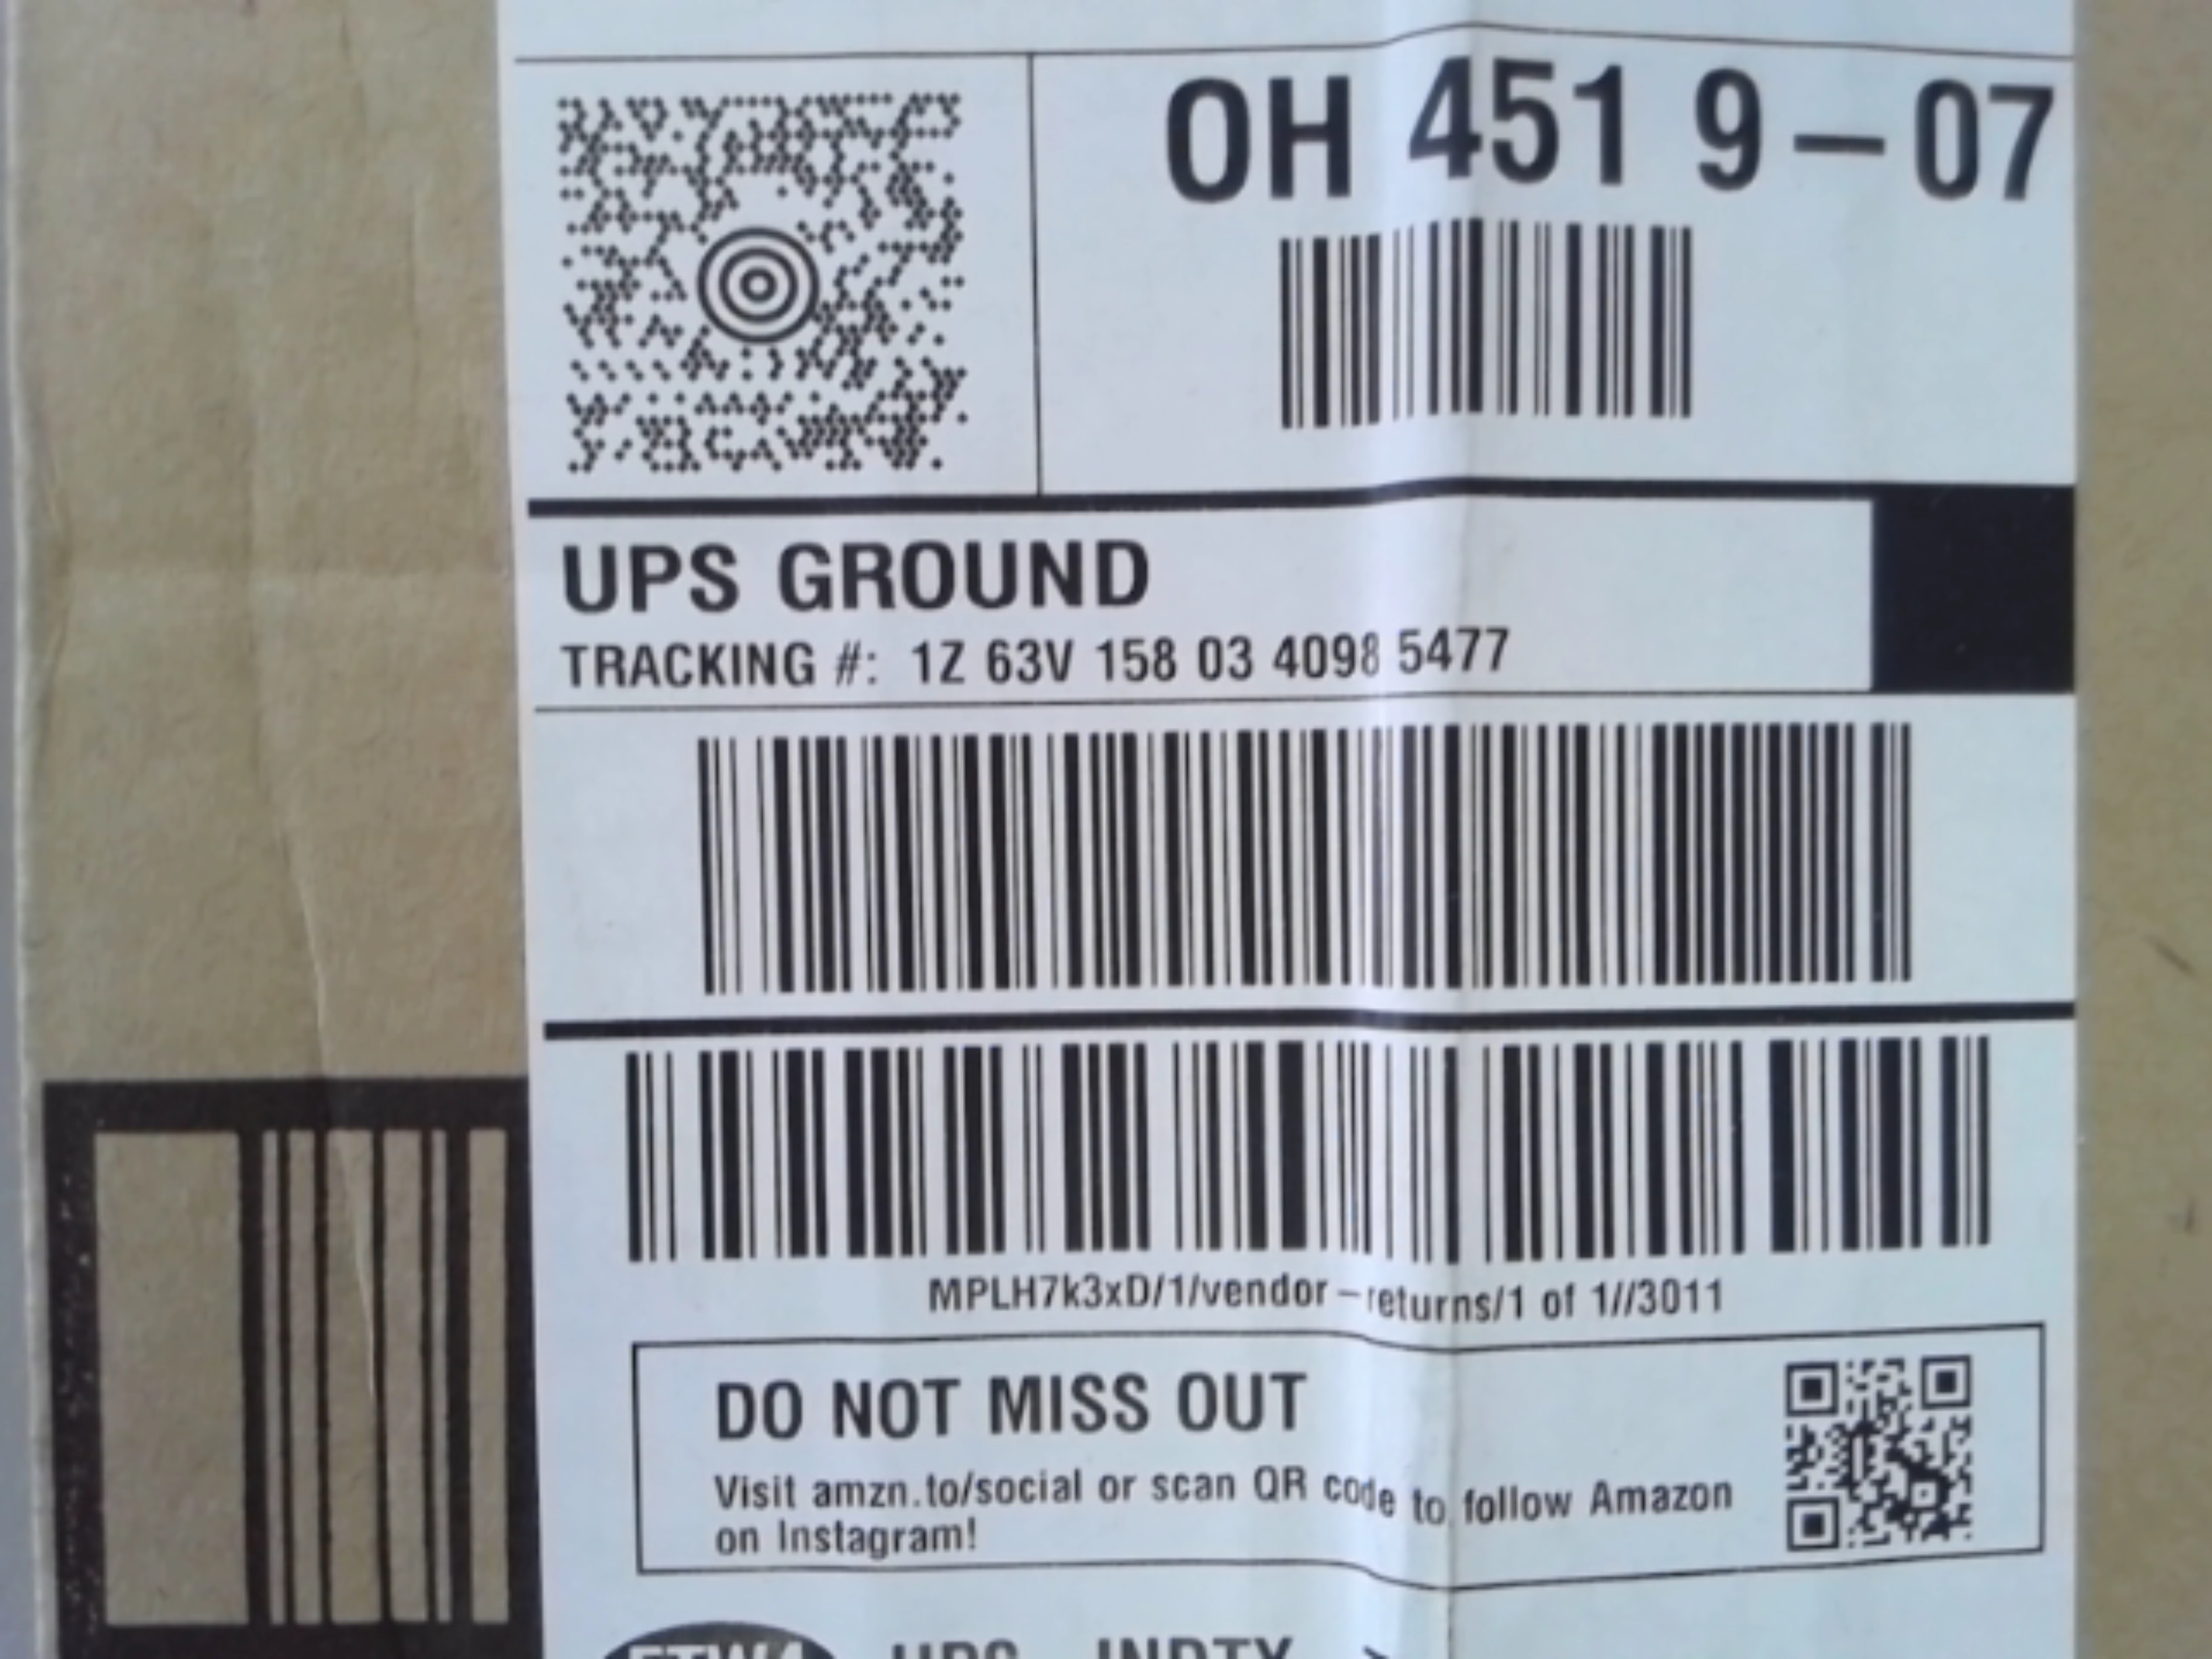 OH 451 9-07
UPS GROUND
TRACKING #: 1Z 63V 158 03 4098 5477
MPLH7k3xD/1/vendor-returns/1 of 1//3011
DO NOT MISS OUT
Visit amzn.to/social or scan QR code to follow Amazon
on Instagram!